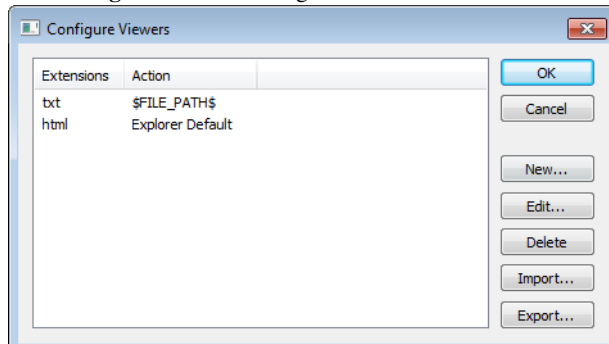 Configure Viewers
Extensions Action
txt $FILE_PATH$
html Explorer Default
OK
Cancel
New...
Edit...
Delete
Import...
Export...